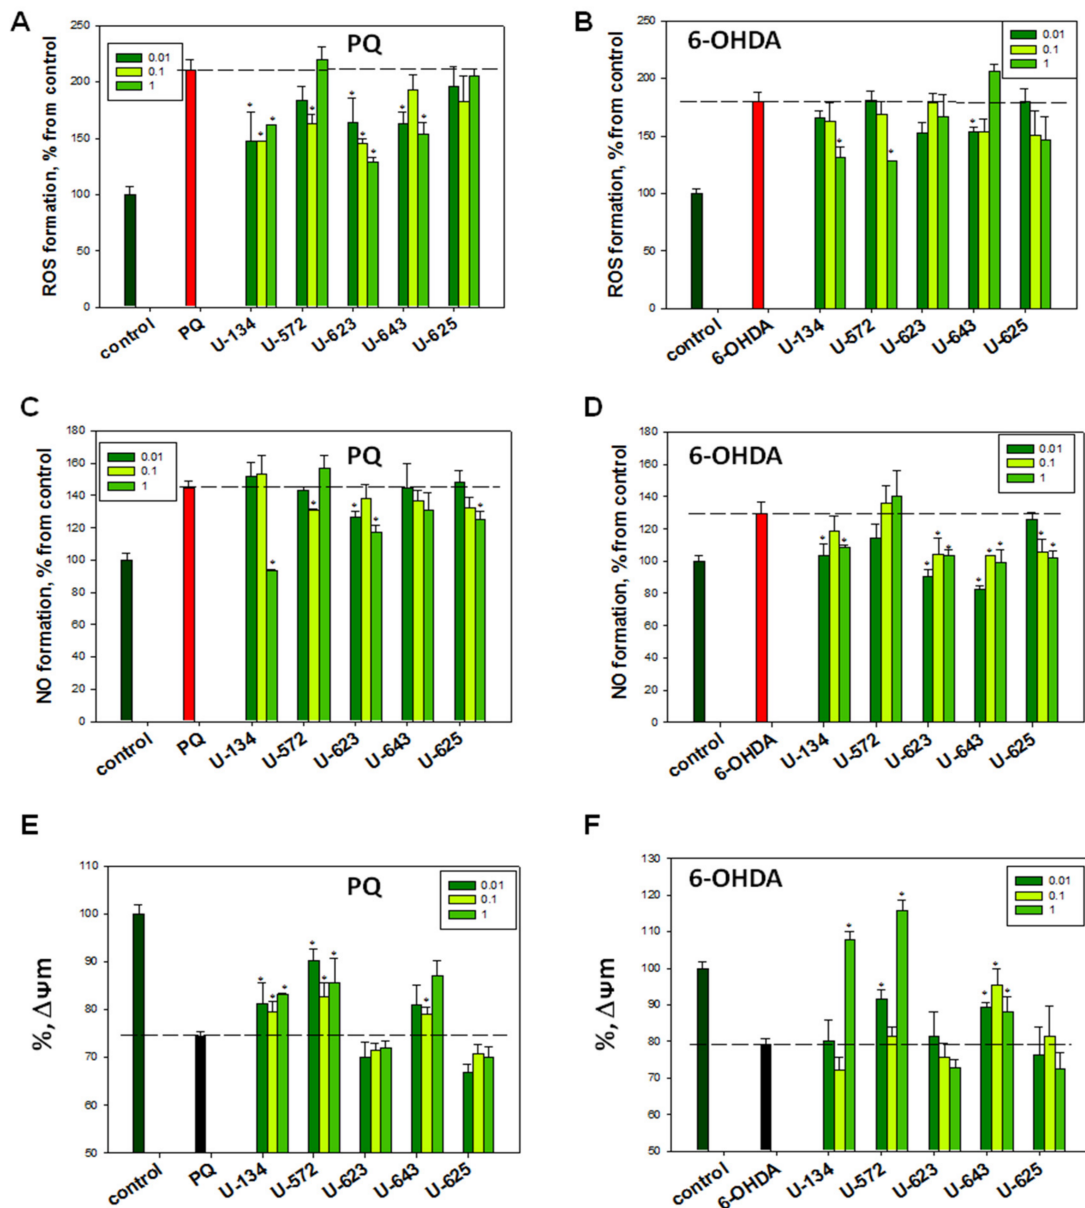 A
PQ
0.01
0.1
1
ROS formation, % from control
250
200
150
100
50
0
* * * * * * * * *
control PQ U-134 U-572 U-623 U-643 U-625
B
6-OHDA
0.01
0.1
1
ROS formation, % from control
250
200
150
100
50
0
* * *
control 6-OHDA U-134 U-572 U-623 U-643 U-625
C
PQ
0.01
0.1
1
NO formation, % from control
180
160
140
120
100
80
60
40
20
0
* * * * *
control PQ U-134 U-572 U-623 U-643 U-625
D
6-OHDA
0.01
0.1
1
NO formation, % from control
180
160
140
120
100
80
60
40
20
0
* * * * * * * * * *
control 6-OHDA U-134 U-572 U-623 U-643 U-625
E
PQ
0.01
0.1
1
%, ΔΨm
110
100
90
80
70
60
50
* * * * * * *
control PQ U-134 U-572 U-623 U-643 U-625
F
6-OHDA
0.01
0.1
1
%, ΔΨm
130
120
110
100
90
80
70
60
50
* * * * * *
control 6-OHDA U-134 U-572 U-623 U-643 U-625